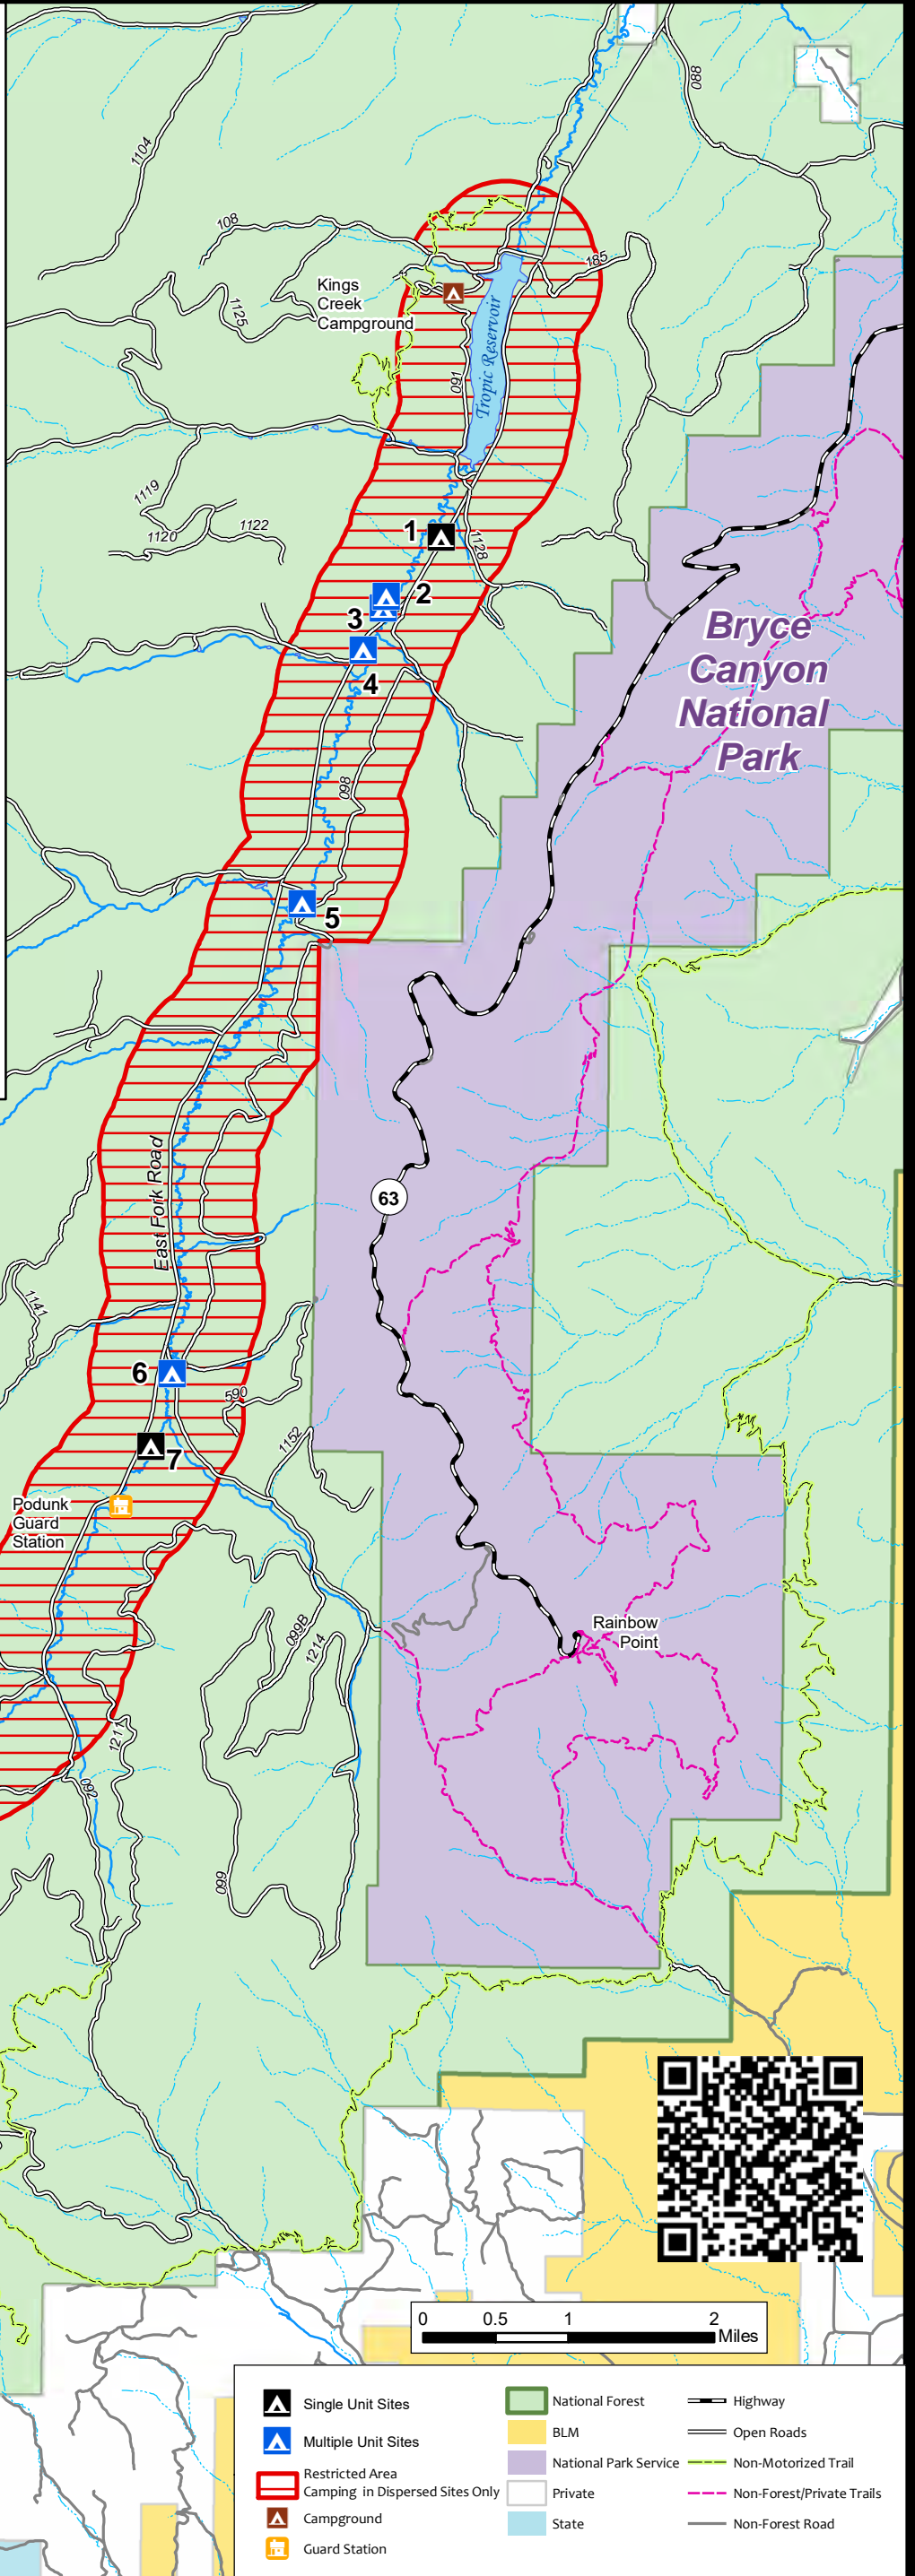 088
1104
108
185
Kings
Creek
Campground
1125
Tropic Reservoir
091
1119
1120
1122
1
1128
2
3
4
Bryce
Canyon
National
Park
098
5
63
East Fork Road
1141
6
590
7
1152
Podunk
Guard
Station
Rainbow
Point
099B
1214
1211
092
099
0 0.5 1 2
Miles
Single Unit Sites
Multiple Unit Sites
Restricted Area
Camping in Dispersed Sites Only
Campground
Guard Station
National Forest
BLM
National Park Service
Private
State
Highway
Open Roads
Non-Motorized Trail
Non-Forest/Private Trails
Non-Forest Road